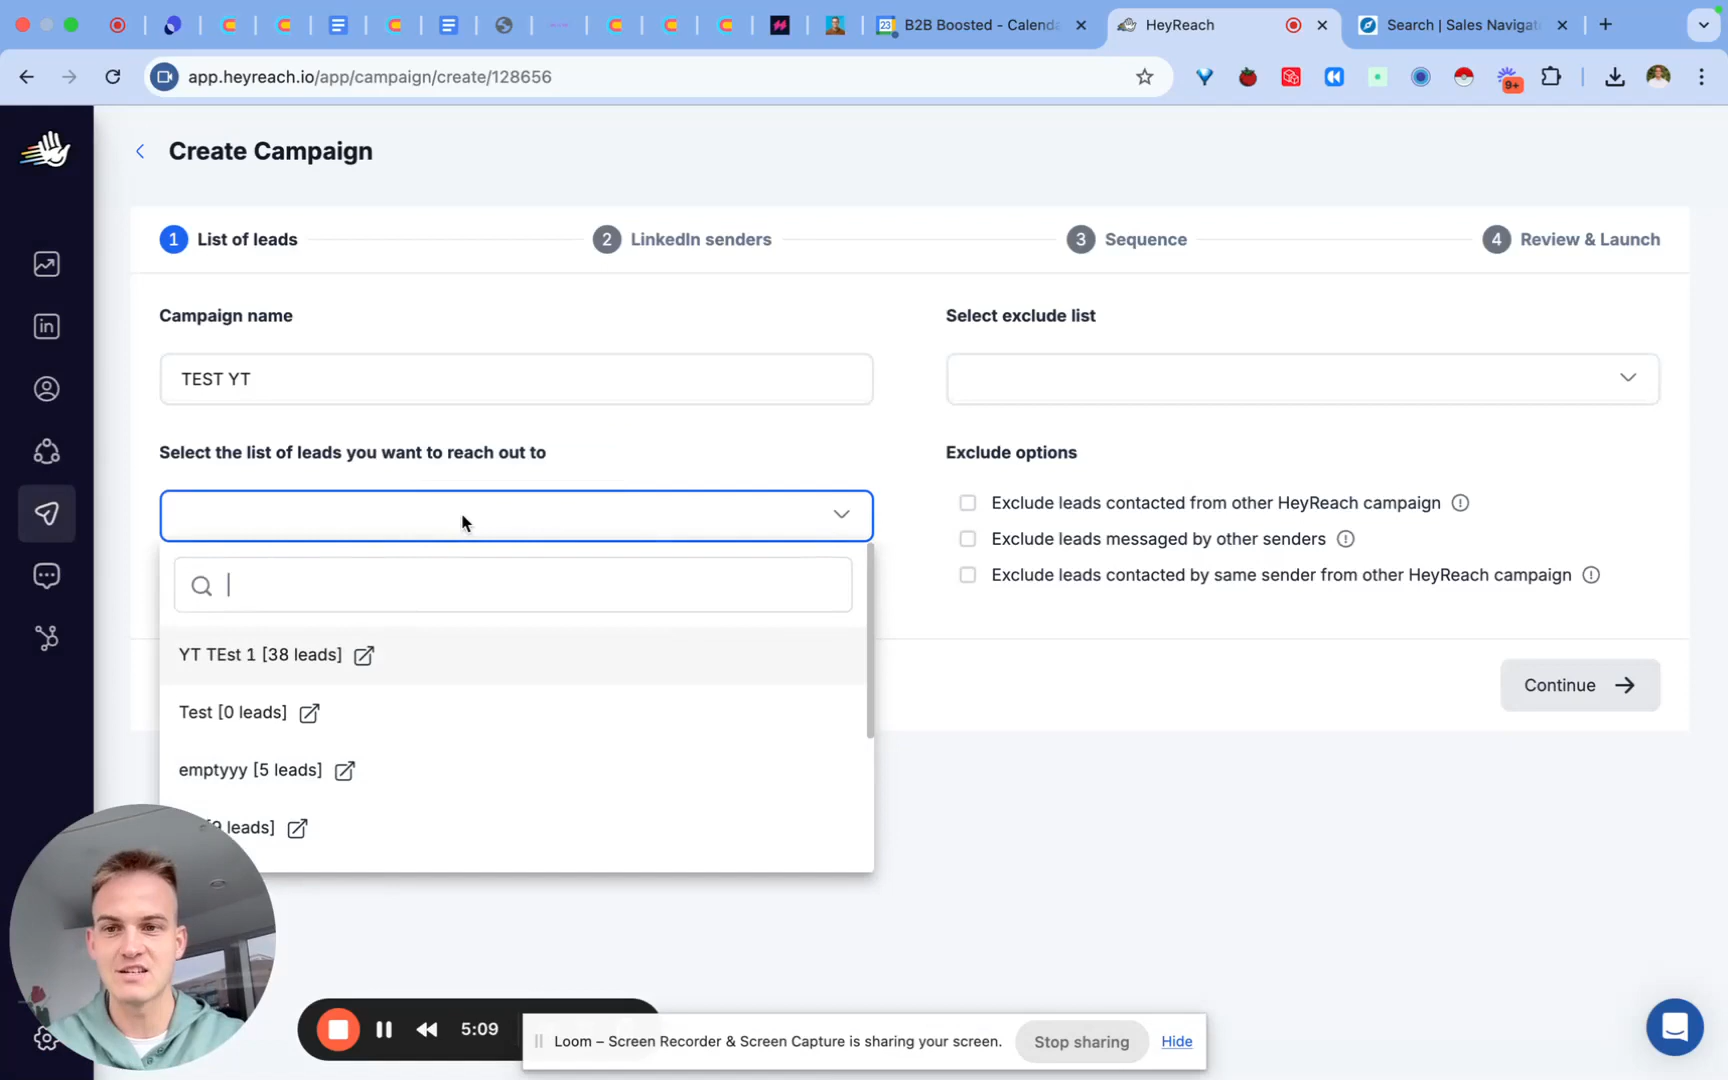 B2B Boosted - Calenda
HeyReach
Search | Sales Navigat
app.heyreach.io/app/campaign/create/128656
9+
Create Campaign
1 List of leads
2 LinkedIn senders
3 Sequence
4 Review & Launch
Campaign name
Select exclude list
TEST YT
Select the list of leads you want to reach out to
Exclude options
Exclude leads contacted from other HeyReach campaign
Exclude leads messaged by other senders
Exclude leads contacted by same sender from other HeyReach campaign
YT TEst 1 [38 leads]
Continue
Test [0 leads]
emptyyy [5 leads]
leads]
5:09
Loom – Screen Recorder & Screen Capture is sharing your screen.
Stop sharing
Hide